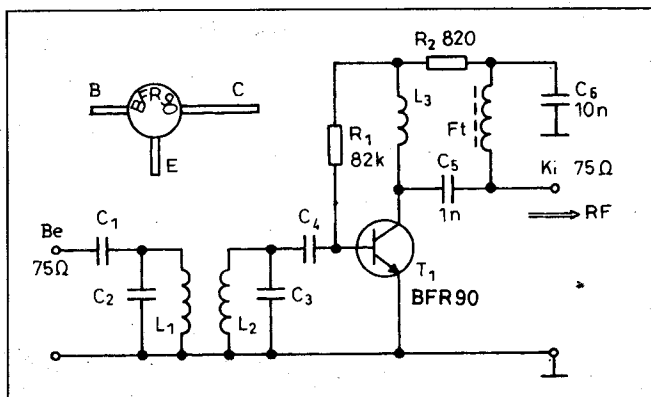 R₂ 820
B
BFR90
C
E
L₃
C₆
10n
Ft
R₁
82k
C₅
1n
Ki 75Ω
RF
Be
75Ω
C₁
C₄
C₂
L₁
L₂
C₃
T₁
BFR90